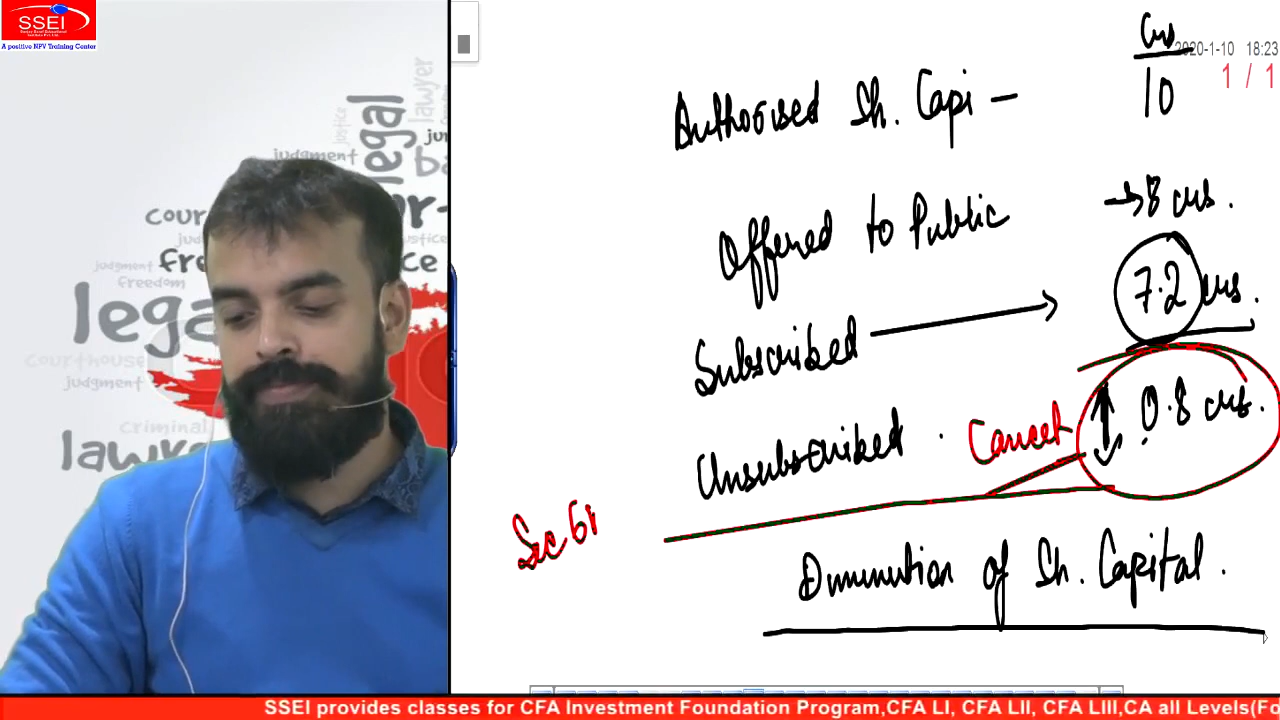 SSEI
A positive NPV Training Center
lawyer
justice
legal
judgment
court
freedom
legal
courthouse
judgment
criminal
2020-1-10 18:23
1 / 1
Authorised Sh. Capi — 10
Offered to Public → 8 crs.
Subscribed → 7.2 crs.
Unsubscribed . Cancel 0.8 crs.
Sec 61
Diminution of Sh. Capital.
SSEI provides classes for CFA Investment Foundation Program,CFA LI, CFA LII, CFA LIII,CA all Levels(Fo